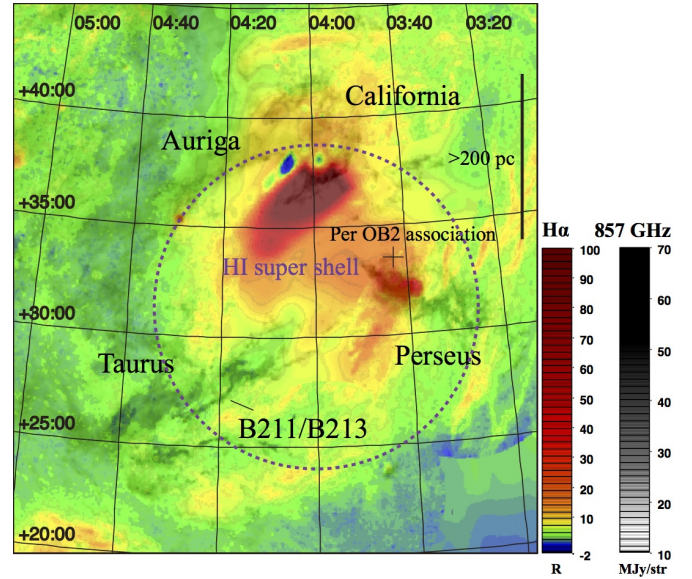 05:00 04:40 04:20 04:00 03:40 03:20
+40:00
California
Auriga
>200 pc
+35:00
Per OB2 association
HI super shell
+30:00
Taurus
Perseus
B211/B213
+25:00
+20:00
Hα 857 GHz
100 70
90
80 60
70
60 50
50
40 40
30
20 30
10 20
-2 10
R MJy/str